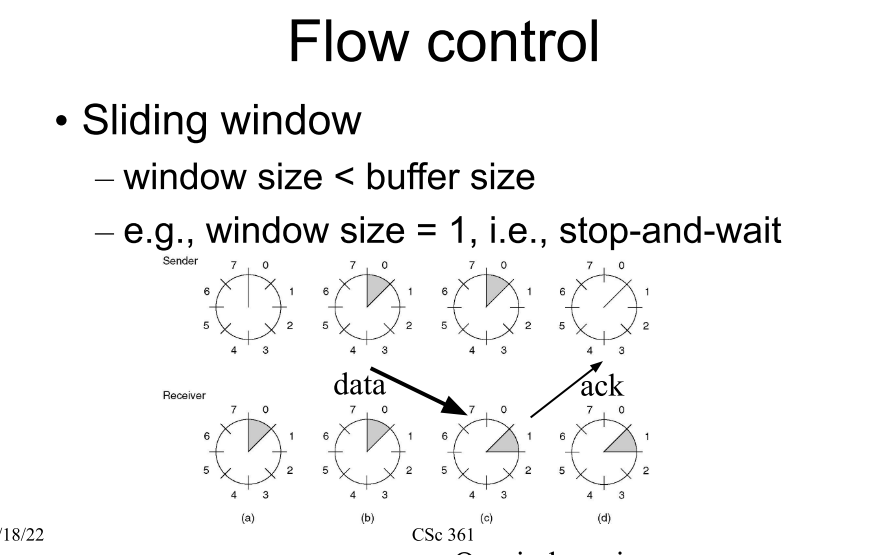 Flow control
• Sliding window
– window size < buffer size
– e.g., window size = 1, i.e., stop-and-wait
Sender
7 0 7 0 7 0 7 0
6 1 6 1 6 1 6 1
5 2 5 2 5 2 5 2
4 3 4 3 4 3 4 3
data ack
Receiver
7 0 7 0 7 0 7 0
6 1 6 1 6 1 6 1
5 2 5 2 5 2 5 2
4 3 4 3 4 3 4 3
(a) (b) (c) (d)
/18/22 CSc 361